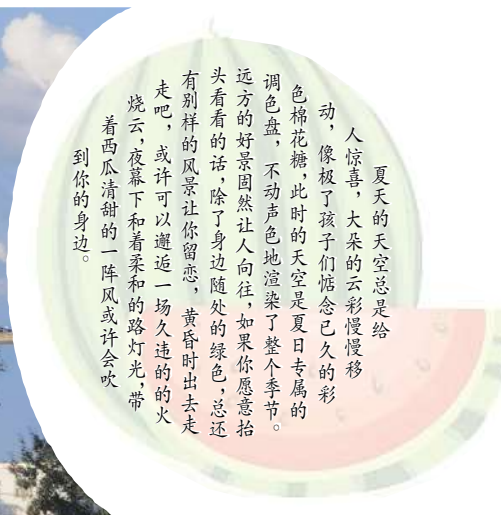 夏天的天空总是给
人惊喜，大朵的云彩慢慢移
动，像极了孩子们惦念已久的彩
色棉花糖，此时的天空是夏日专属的
调色盘，不动声色地渲染了整个季节。
远方的好景固然让人向往，如果你愿意抬
头看看的话，除了身边随处的绿色，总还
有别样的风景让你留恋，黄昏时出去走
走吧，或许可以邂逅一场久违的的火
烧云，夜幕下和着柔和的路灯光，带
着西瓜清甜的一阵风或许会吹
到你的身边。